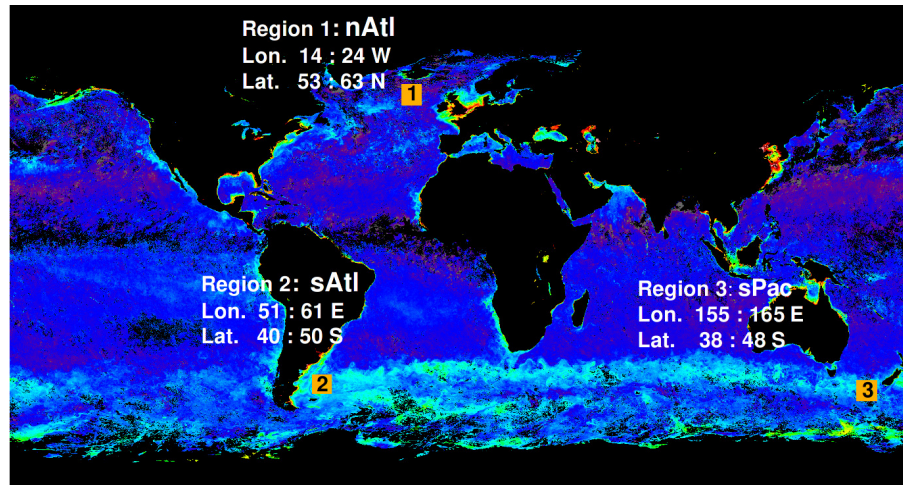 Region 1: nAtl
Lon. 14 : 24 W
Lat. 53 : 63 N
1
Region 2: sAtl
Lon. 51 : 61 E
Lat. 40 : 50 S
Region 3: sPac
Lon. 155 : 165 E
Lat. 38 : 48 S
2
3